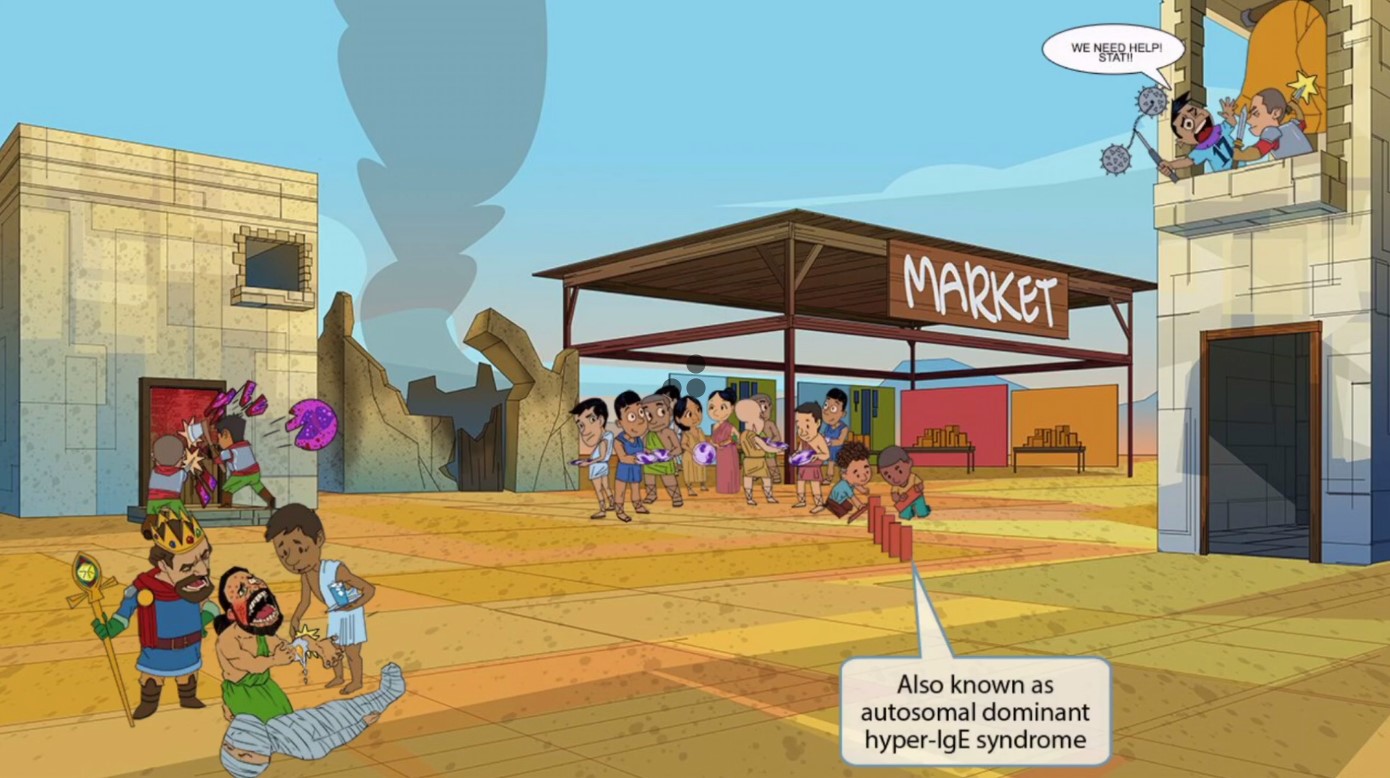 WE NEED HELP!
STAT!!
MARKET
Also known as
autosomal dominant
hyper-IgE syndrome